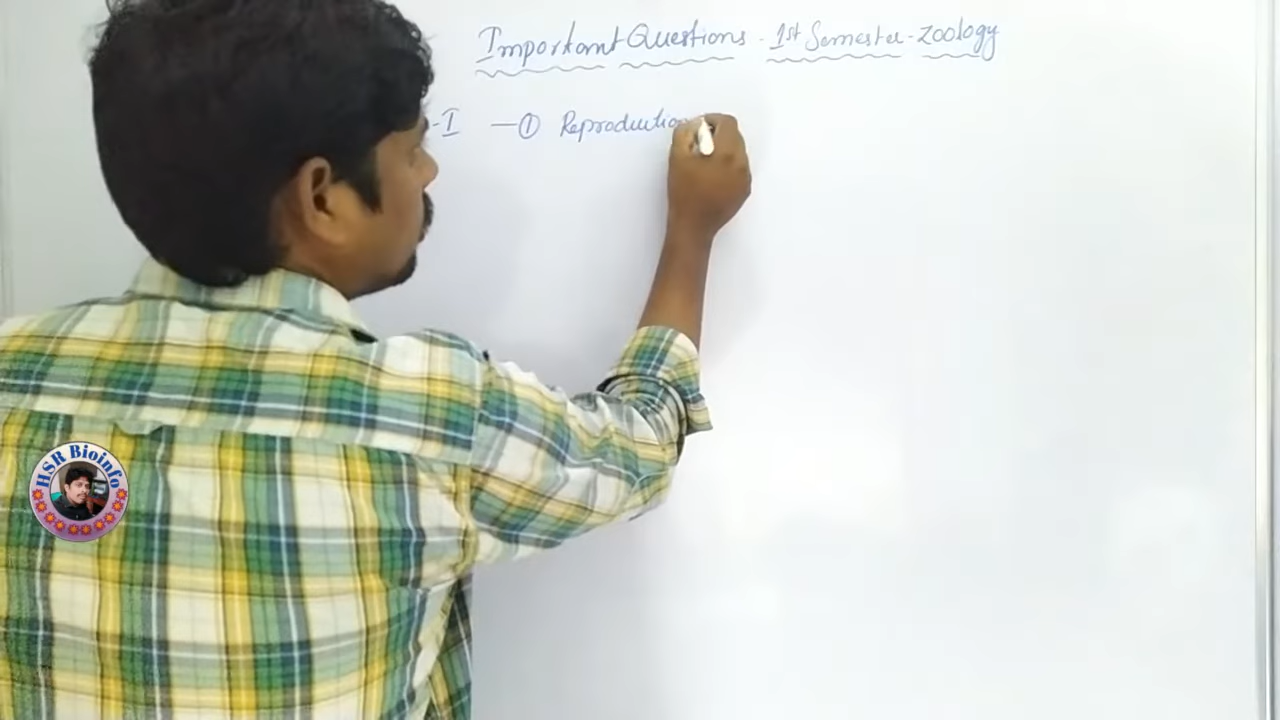 Important Questions - 1st Semester - Zoology
-I — ① Reproduction
HSR Bioinfo